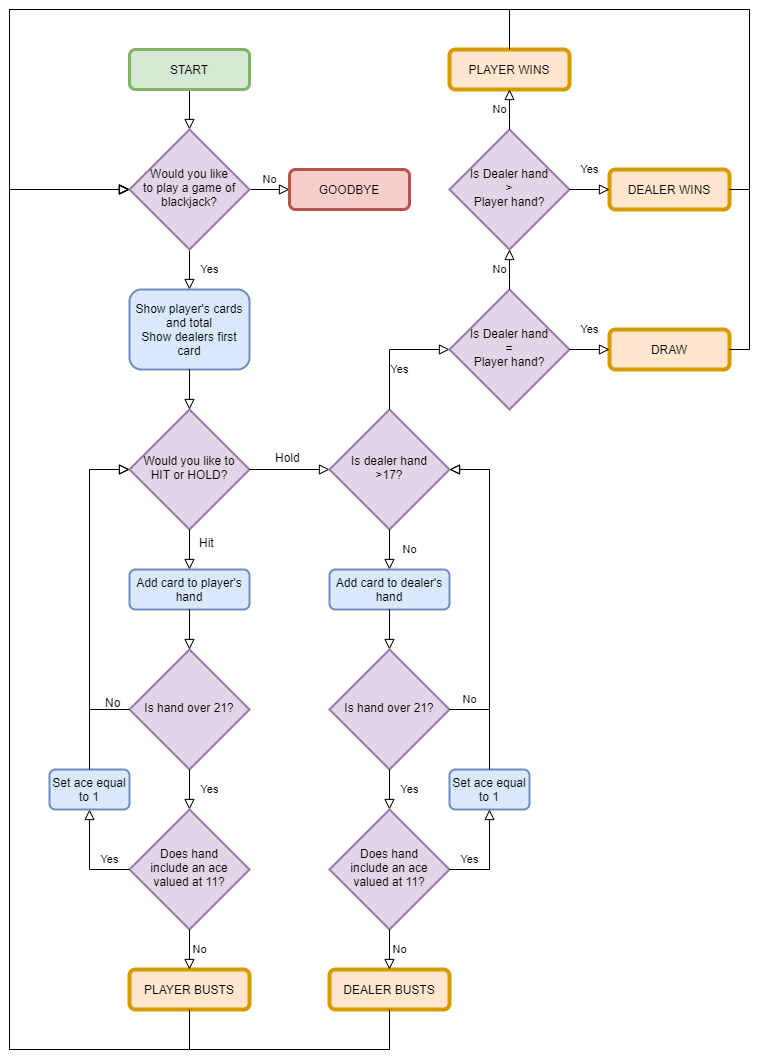 START
PLAYER WINS
No
Would you like
to play a game of
blackjack?
No
GOODBYE
Is Dealer hand
>
Player hand?
Yes
DEALER WINS
Yes
No
Show player's cards
and total
Show dealers first
card
Is Dealer hand
=
Player hand?
Yes
DRAW
Yes
Would you like to
HIT or HOLD?
Hold
Is dealer hand
>17?
Hit
No
Add card to player's
hand
Add card to dealer's
hand
Is hand over 21?
No
Is hand over 21?
No
Yes
Yes
Set ace equal
to 1
Set ace equal
to 1
Does hand
include an ace
valued at 11?
Yes
Does hand
include an ace
valued at 11?
Yes
No
No
PLAYER BUSTS
DEALER BUSTS